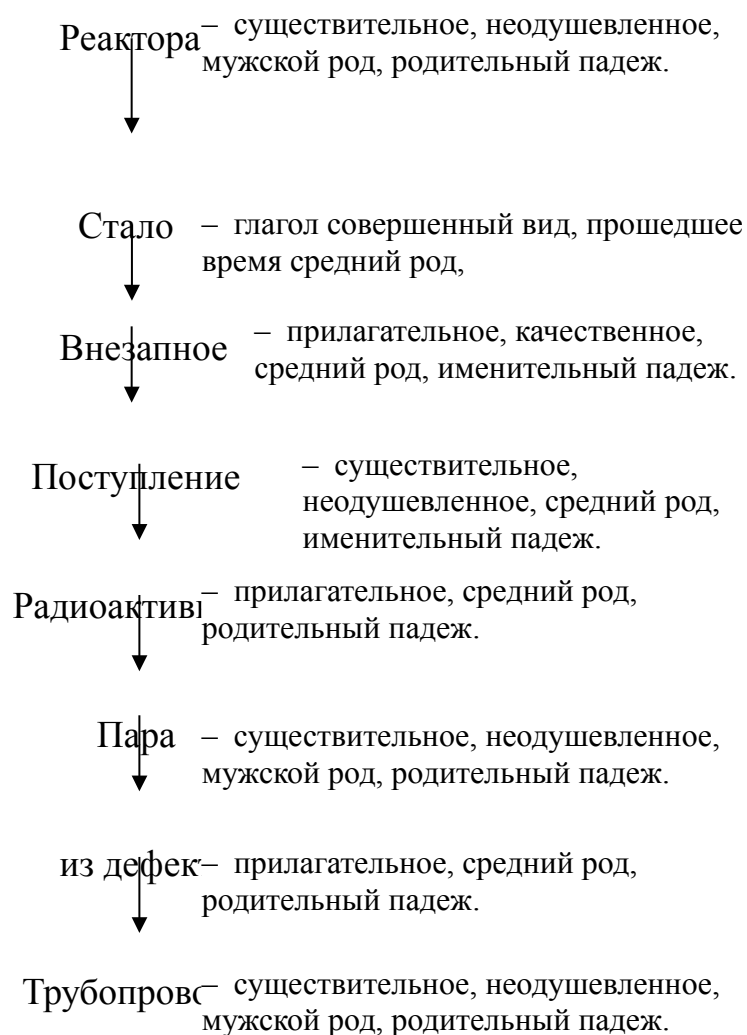 Реактора – существительное, неодушевленное,
мужской род, родительный падеж.
Стало – глагол совершенный вид, прошедшее
время средний род,
Внезапное – прилагательное, качественное,
средний род, именительный падеж.
Поступление – существительное,
неодушевленное, средний род,
именительный падеж.
– прилагательное, средний род,
родительный падеж.
Пара – существительное, неодушевленное,
мужской род, родительный падеж.
из – прилагательное, средний род,
родительный падеж.
– существительное, неодушевленное,
мужской род, родительный падеж.